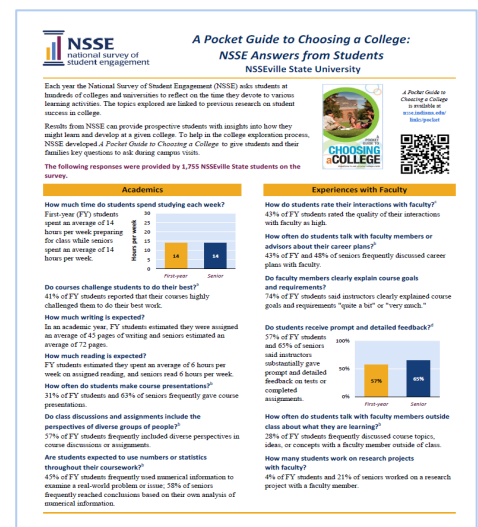 NSSE
national survey of
student engagement
A Pocket Guide to Choosing a College:
NSSE Answers from Students
NSSEville State University
Each year the National Survey of Student Engagement (NSSE) asks students at
hundreds of colleges and universities to reflect on the time they devote to various
learning activities. The topics explored are linked to previous research on student
success in college.
Results from NSSE can provide prospective students with insights into how they
might learn and develop at a given college. To help in the college exploration process,
NSSE developed A Pocket Guide to Choosing a College to give students and their
families key questions to ask during campus visits.
The following responses were provided by 1,755 NSSEville State students on the
survey.
POCKET
GUIDE TO
CHOOSING
A COLLEGE
A Pocket Guide to
Choosing a College
is available at
nsse.indiana.edu/
links/pocket
Academics
How much time do students spend studying each week?
First-year (FY) students
spent an average of 14
hours per week preparing
for class while seniors
spent an average of 14
hours per week.
Hours per week
30
25
20
15
10
5
0
14
14
First-year
Senior
Do courses challenge students to do their best?a
41% of FY students reported that their courses highly
challenged them to do their best work.
How much writing is expected?
In an academic year, FY students estimated they were assigned
an average of 45 pages of writing and seniors estimated an
average of 72 pages.
How much reading is expected?
FY students estimated they spent an average of 6 hours per
week on assigned reading, and seniors read 6 hours per week.
How often do students make course presentations?b
31% of FY students and 63% of seniors frequently gave course
presentations.
Do class discussions and assignments include the
perspectives of diverse groups of people?b
57% of FY students frequently included diverse perspectives in
course discussions or assignments.
Are students expected to use numbers or statistics
throughout their coursework?b
45% of FY students frequently used numerical information to
examine a real-world problem or issue; 58% of seniors
frequently reached conclusions based on their own analysis of
numerical information.
Experiences with Faculty
How do students rate their interactions with faculty?c
43% of FY students rated the quality of their interactions
with faculty as high.
How often do students talk with faculty members or
advisors about their career plans?b
43% of FY and 48% of seniors frequently discussed career
plans with faculty.
Do faculty members clearly explain course goals
and requirements?
74% of FY students said instructors clearly explained course
goals and requirements "quite a bit" or "very much."
Do students receive prompt and detailed feedback?d
57% of FY students
and 65% of seniors
said instructors
substantially gave
prompt and detailed
feedback on tests or
completed
assignments.
100%
50%
0%
57%
65%
First-year
Senior
How often do students talk with faculty members outside
class about what they are learning?b
28% of FY students frequently discussed course topics,
ideas, or concepts with a faculty member outside of class.
How many students work on research projects
with faculty?
4% of FY students and 21% of seniors worked on a research
project with a faculty member.